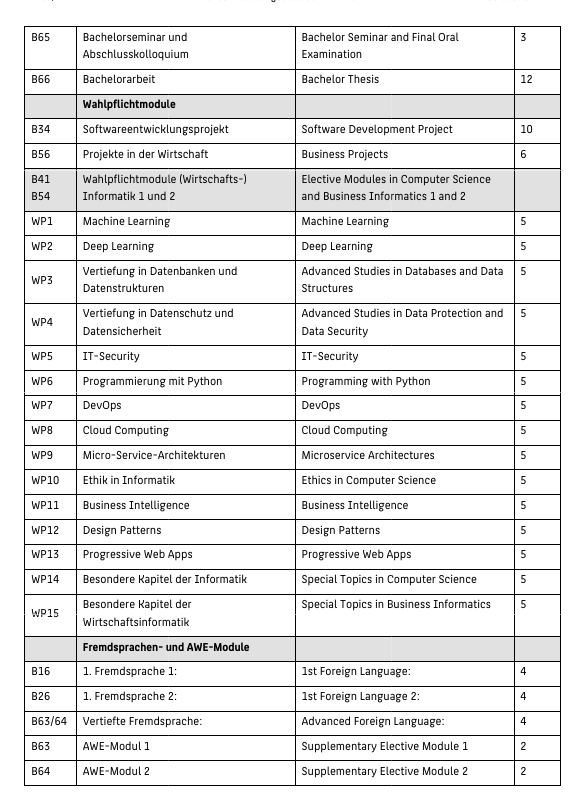 B65 Bachelorseminar und Bachelor Seminar and Final Oral 3
Abschlusskolloquium Examination
B66 Bachelorarbeit Bachelor Thesis 12
Wahlpflichtmodule
B34 Softwareentwicklungsprojekt Software Development Project 10
B56 Projekte in der Wirtschaft Business Projects 6
B41 Wahlpflichtmodule (Wirtschafts-) Elective Modules in Computer Science
B54 Informatik 1 und 2 and Business Informatics 1 and 2
WP1 Machine Learning Machine Learning 5
WP2 Deep Learning Deep Learning 5
WP3 Vertiefung in Datenbanken und Advanced Studies in Databases and Data 5
Datenstrukturen Structures
WP4 Vertiefung in Datenschutz und Advanced Studies in Data Protection and 5
Datensicherheit Data Security
WP5 IT-Security IT-Security 5
WP6 Programmierung mit Python Programming with Python 5
WP7 DevOps DevOps 5
WP8 Cloud Computing Cloud Computing 5
WP9 Micro-Service-Architekturen Microservice Architectures 5
WP10 Ethik in Informatik Ethics in Computer Science 5
WP11 Business Intelligence Business Intelligence 5
WP12 Design Patterns Design Patterns 5
WP13 Progressive Web Apps Progressive Web Apps 5
WP14 Besondere Kapitel der Informatik Special Topics in Computer Science 5
WP15 Besondere Kapitel der Special Topics in Business Informatics 5
Wirtschaftsinformatik
Fremdsprachen- und AWE-Module
B16 1. Fremdsprache 1: 1st Foreign Language: 4
B26 1. Fremdsprache 2: 1st Foreign Language 2: 4
B63/64 Vertiefte Fremdsprache: Advanced Foreign Language: 4
B63 AWE-Modul 1 Supplementary Elective Module 1 2
B64 AWE-Modul 2 Supplementary Elective Module 2 2